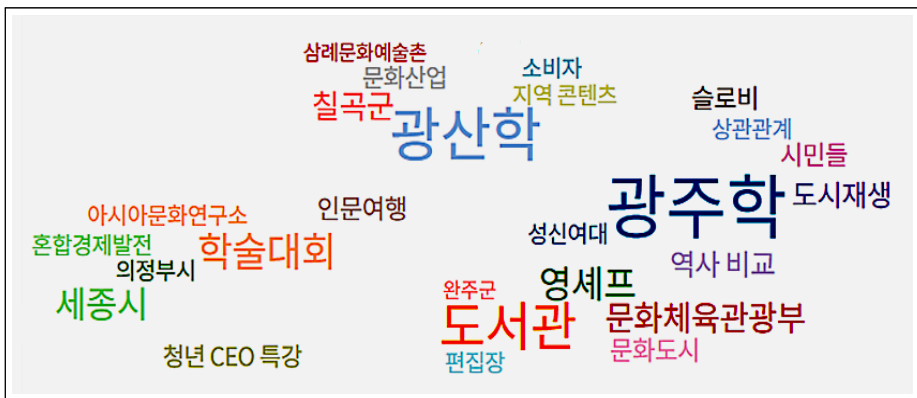 삼례문화예술촌
문화산업
소비자
칠곡군
지역 콘텐츠
슬로비
광산학
상관관계
시민들
광주학
도시재생
인문여행
아시아문화연구소
성신여대
혼합경제발전
학술대회
의정부시
역사 비교
영셰프
세종시
완주군
도서관
문화체육관광부
청년 CEO 특강
편집장
문화도시